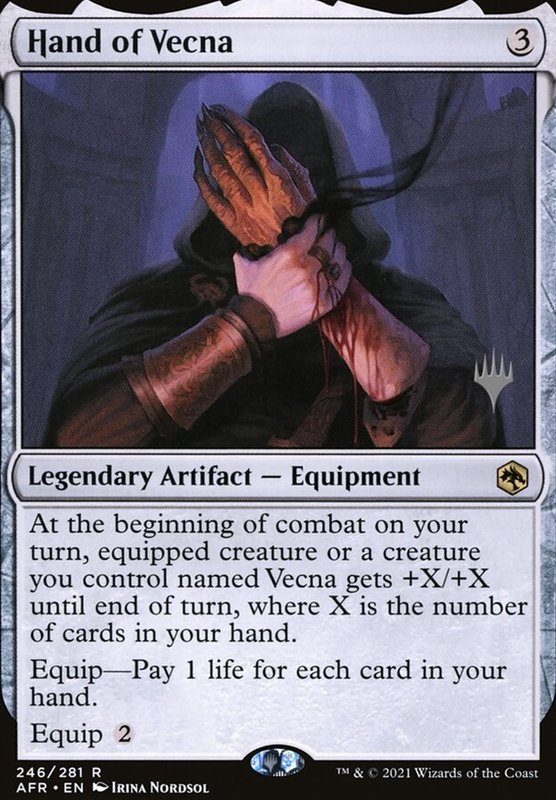 Hand of Vecna 3
Legendary Artifact — Equipment
At the beginning of combat on your
turn, equipped creature or a creature
you control named Vecna gets +X/+X
until end of turn, where X is the number
of cards in your hand.
Equip—Pay 1 life for each card in your
hand.
Equip 2
246/281 R
AFR • EN Irina Nordsol
™ & © 2021 Wizards of the Coast